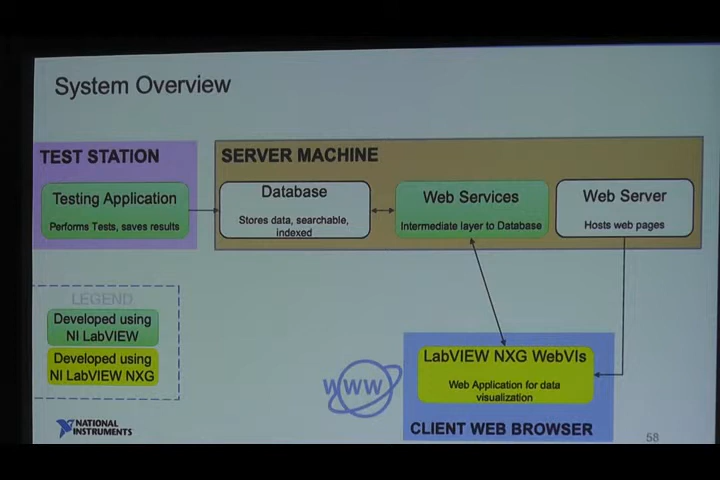 System Overview
TEST STATION
Testing Application
Performs Tests, saves results
SERVER MACHINE
Database
Stores data, searchable,
indexed
Web Services
Intermediate layer to Database
Web Server
Hosts web pages
LEGEND
Developed using
NI LabVIEW
Developed using
NI LabVIEW NXG
www
LabVIEW NXG WebVIs
Web Application for data
visualization
CLIENT WEB BROWSER
NATIONAL
INSTRUMENTS
58